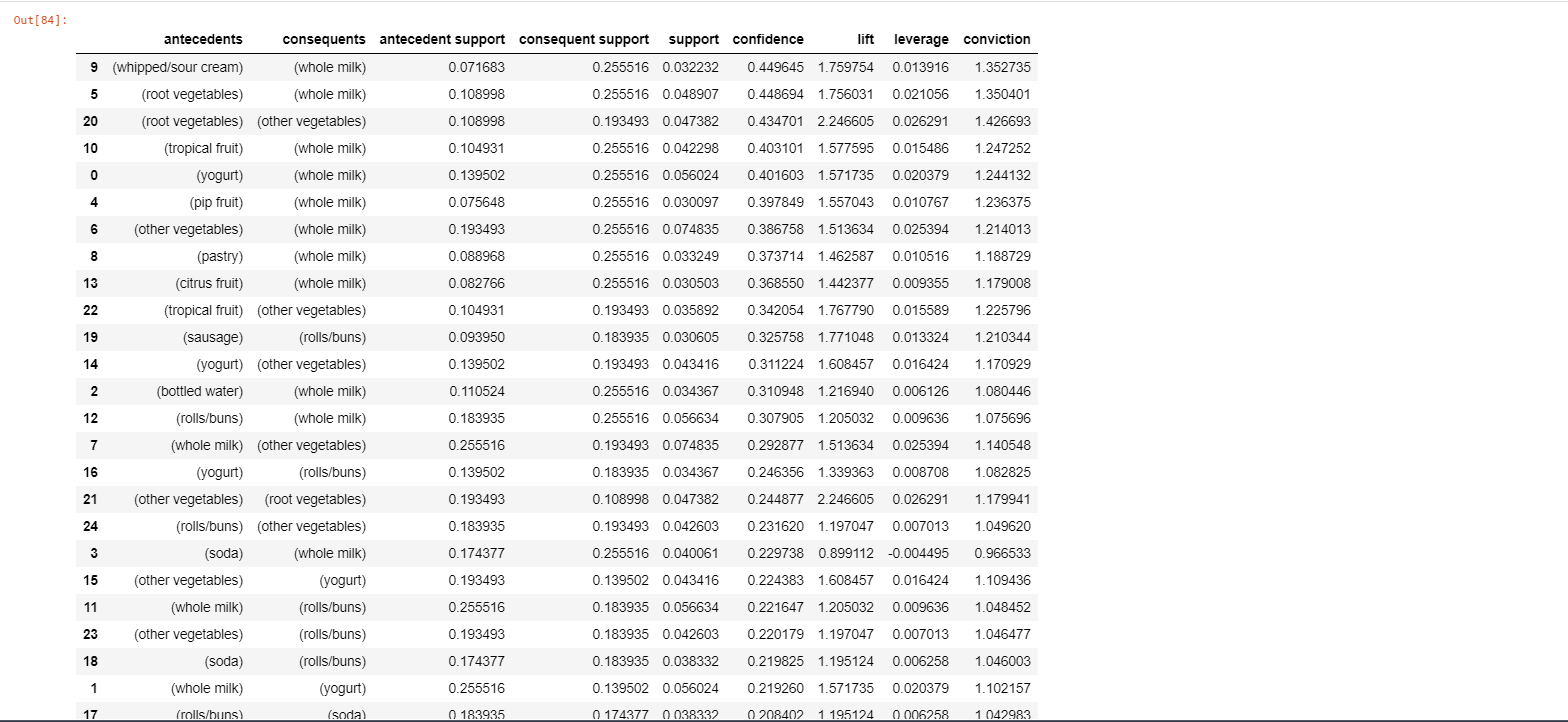 Out[84]:
antecedents consequents antecedent support consequent support support confidence lift leverage conviction
9 (whipped/sour cream) (whole milk) 0.071683 0.255516 0.032232 0.449645 1.759754 0.013916 1.352735
5 (root vegetables) (whole milk) 0.108998 0.255516 0.048907 0.448694 1.756031 0.021056 1.350401
20 (root vegetables) (other vegetables) 0.108998 0.193493 0.047382 0.434701 2.246605 0.026291 1.426693
10 (tropical fruit) (whole milk) 0.104931 0.255516 0.042298 0.403101 1.577595 0.015486 1.247252
0 (yogurt) (whole milk) 0.139502 0.255516 0.056024 0.401603 1.571735 0.020379 1.244132
4 (pip fruit) (whole milk) 0.075648 0.255516 0.030097 0.397849 1.557043 0.010767 1.236375
6 (other vegetables) (whole milk) 0.193493 0.255516 0.074835 0.386758 1.513634 0.025394 1.214013
8 (pastry) (whole milk) 0.088968 0.255516 0.033249 0.373714 1.462587 0.010516 1.188729
13 (citrus fruit) (whole milk) 0.082766 0.255516 0.030503 0.368550 1.442377 0.009355 1.179008
22 (tropical fruit) (other vegetables) 0.104931 0.193493 0.035892 0.342054 1.767790 0.015589 1.225796
19 (sausage) (rolls/buns) 0.093950 0.183935 0.030605 0.325758 1.771048 0.013324 1.210344
14 (yogurt) (other vegetables) 0.139502 0.193493 0.043416 0.311224 1.608457 0.016424 1.170929
2 (bottled water) (whole milk) 0.110524 0.255516 0.034367 0.310948 1.216940 0.006126 1.080446
12 (rolls/buns) (whole milk) 0.183935 0.255516 0.056634 0.307905 1.205032 0.009636 1.075696
7 (whole milk) (other vegetables) 0.255516 0.193493 0.074835 0.292877 1.513634 0.025394 1.140548
16 (yogurt) (rolls/buns) 0.139502 0.183935 0.034367 0.246356 1.339363 0.008708 1.082825
21 (other vegetables) (root vegetables) 0.193493 0.108998 0.047382 0.244877 2.246605 0.026291 1.179941
24 (rolls/buns) (other vegetables) 0.183935 0.193493 0.042603 0.231620 1.197047 0.007013 1.049620
3 (soda) (whole milk) 0.174377 0.255516 0.040061 0.229738 0.899112 -0.004495 0.966533
15 (other vegetables) (yogurt) 0.193493 0.139502 0.043416 0.224383 1.608457 0.016424 1.109436
11 (whole milk) (rolls/buns) 0.255516 0.183935 0.056634 0.221647 1.205032 0.009636 1.048452
23 (other vegetables) (rolls/buns) 0.193493 0.183935 0.042603 0.220179 1.197047 0.007013 1.046477
18 (soda) (rolls/buns) 0.174377 0.183935 0.038332 0.219825 1.195124 0.006258 1.046003
1 (whole milk) (yogurt) 0.255516 0.139502 0.056024 0.219260 1.571735 0.020379 1.102157
17 (rolls/buns) (soda) 0.183935 0.174377 0.038332 0.208402 1.195124 0.006258 1.042983